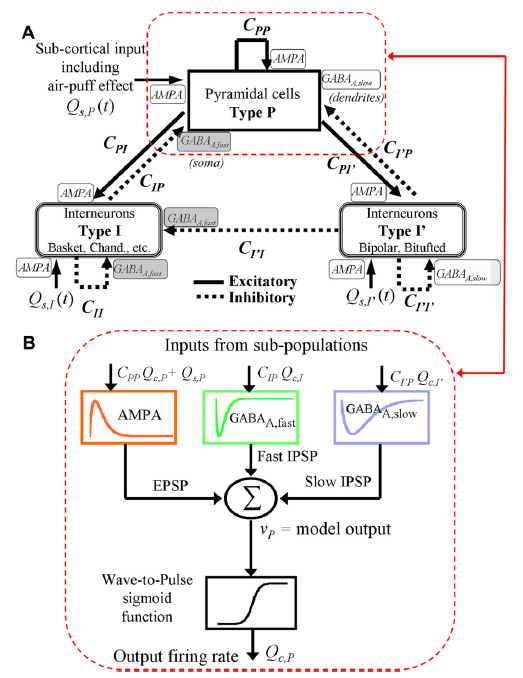 A
C_PP
Sub-cortical input
including
air-puff effect
Q_s,P(t)
AMPA
AMPA
GABA_A,slow
(dendrites)
Pyramidal cells
Type P
GABA_A,fast
(soma)
C_PI
C_IP
C_PI'
C_I'P
AMPA
Interneurons
Type I
Basket, Chand., etc.
GABA_A,fast
C_I'I
AMPA
Interneurons
Type I'
Bipolar, Bitufted
AMPA
Q_s,I(t)
GABA_A,fast
C_II
Excitatory
Inhibitory
AMPA
Q_s,I'(t)
GABA_A,slow
C_I'I'
B
Inputs from sub-populations
C_PP Q_c,P + Q_s,P
C_IP Q_c,I
C_I'P Q_c,I'
AMPA
GABA_A,fast
GABA_A,slow
Fast IPSP
EPSP
Slow IPSP
Σ
v_P = model output
Wave-to-Pulse
sigmoid
function
Output firing rate
Q_c,P